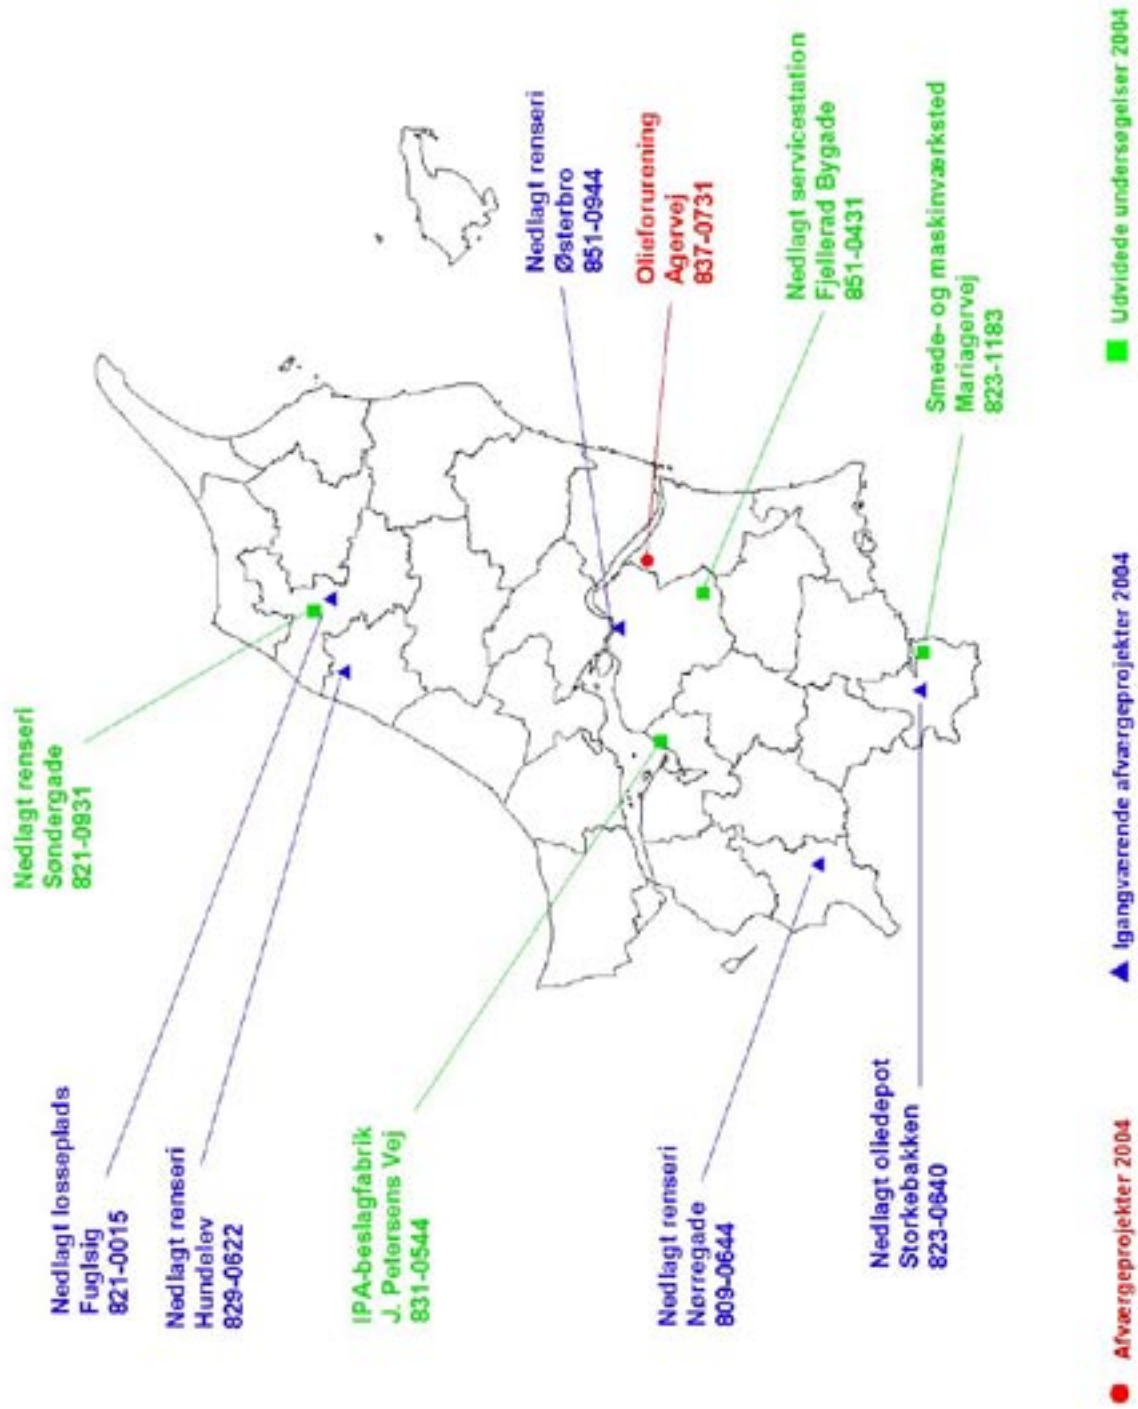 Nedlagt losseplads
Fuglsig
821-0015
Nedlagt renseri
Hundelev
829-0622
IPA-beslagfabrik
J. Petersens Vej
831-0544
Nedlagt renseri
Nørregade
809-0644
Nedlagt oliedepot
Storkebakken
823-0640
Nedlagt renseri
Søndergade
821-0931
Nedlagt renseri
Østerbro
851-0944
Olieforurening
Agervej
837-0731
Nedlagt servicestation
Fjellerad Bygade
851-0431
Smede- og maskinværksted
Mariagervej
823-1183
Afværgeprojekter 2004
Igangværende afværgeprojekter 2004
Udvidede undersøgelser 2004